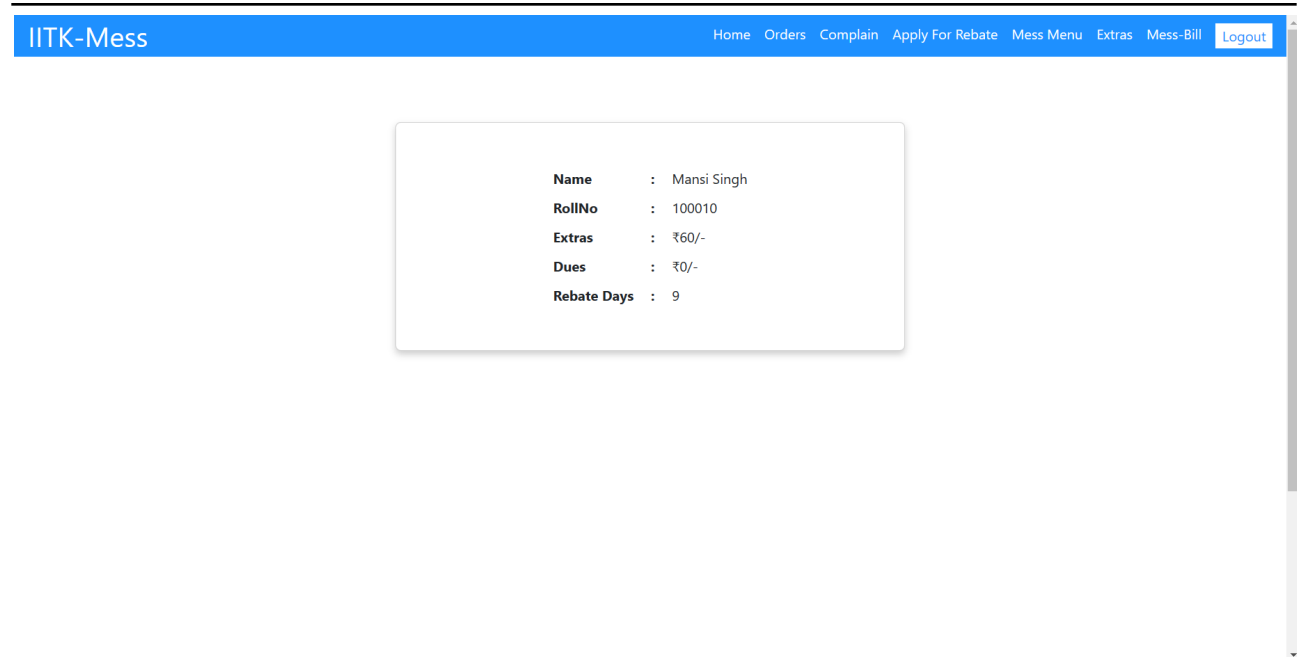 IITK-Mess Home Orders Complain Apply For Rebate Mess Menu Extras Mess-Bill Logout
Name : Mansi Singh
RollNo : 100010
Extras : ₹60/-
Dues : ₹0/-
Rebate Days : 9